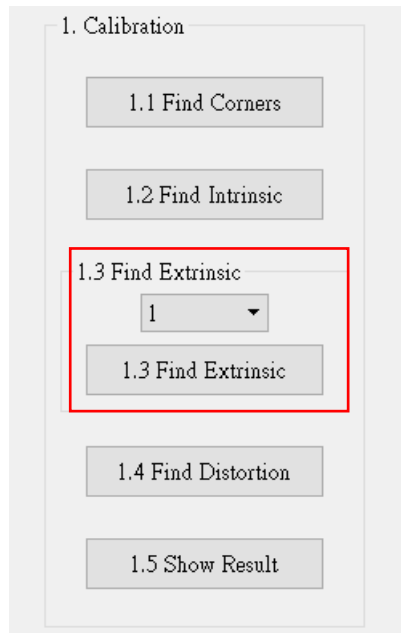 1. Calibration
1.1 Find Corners
1.2 Find Intrinsic
1.3 Find Extrinsic
1
1.3 Find Extrinsic
1.4 Find Distortion
1.5 Show Result